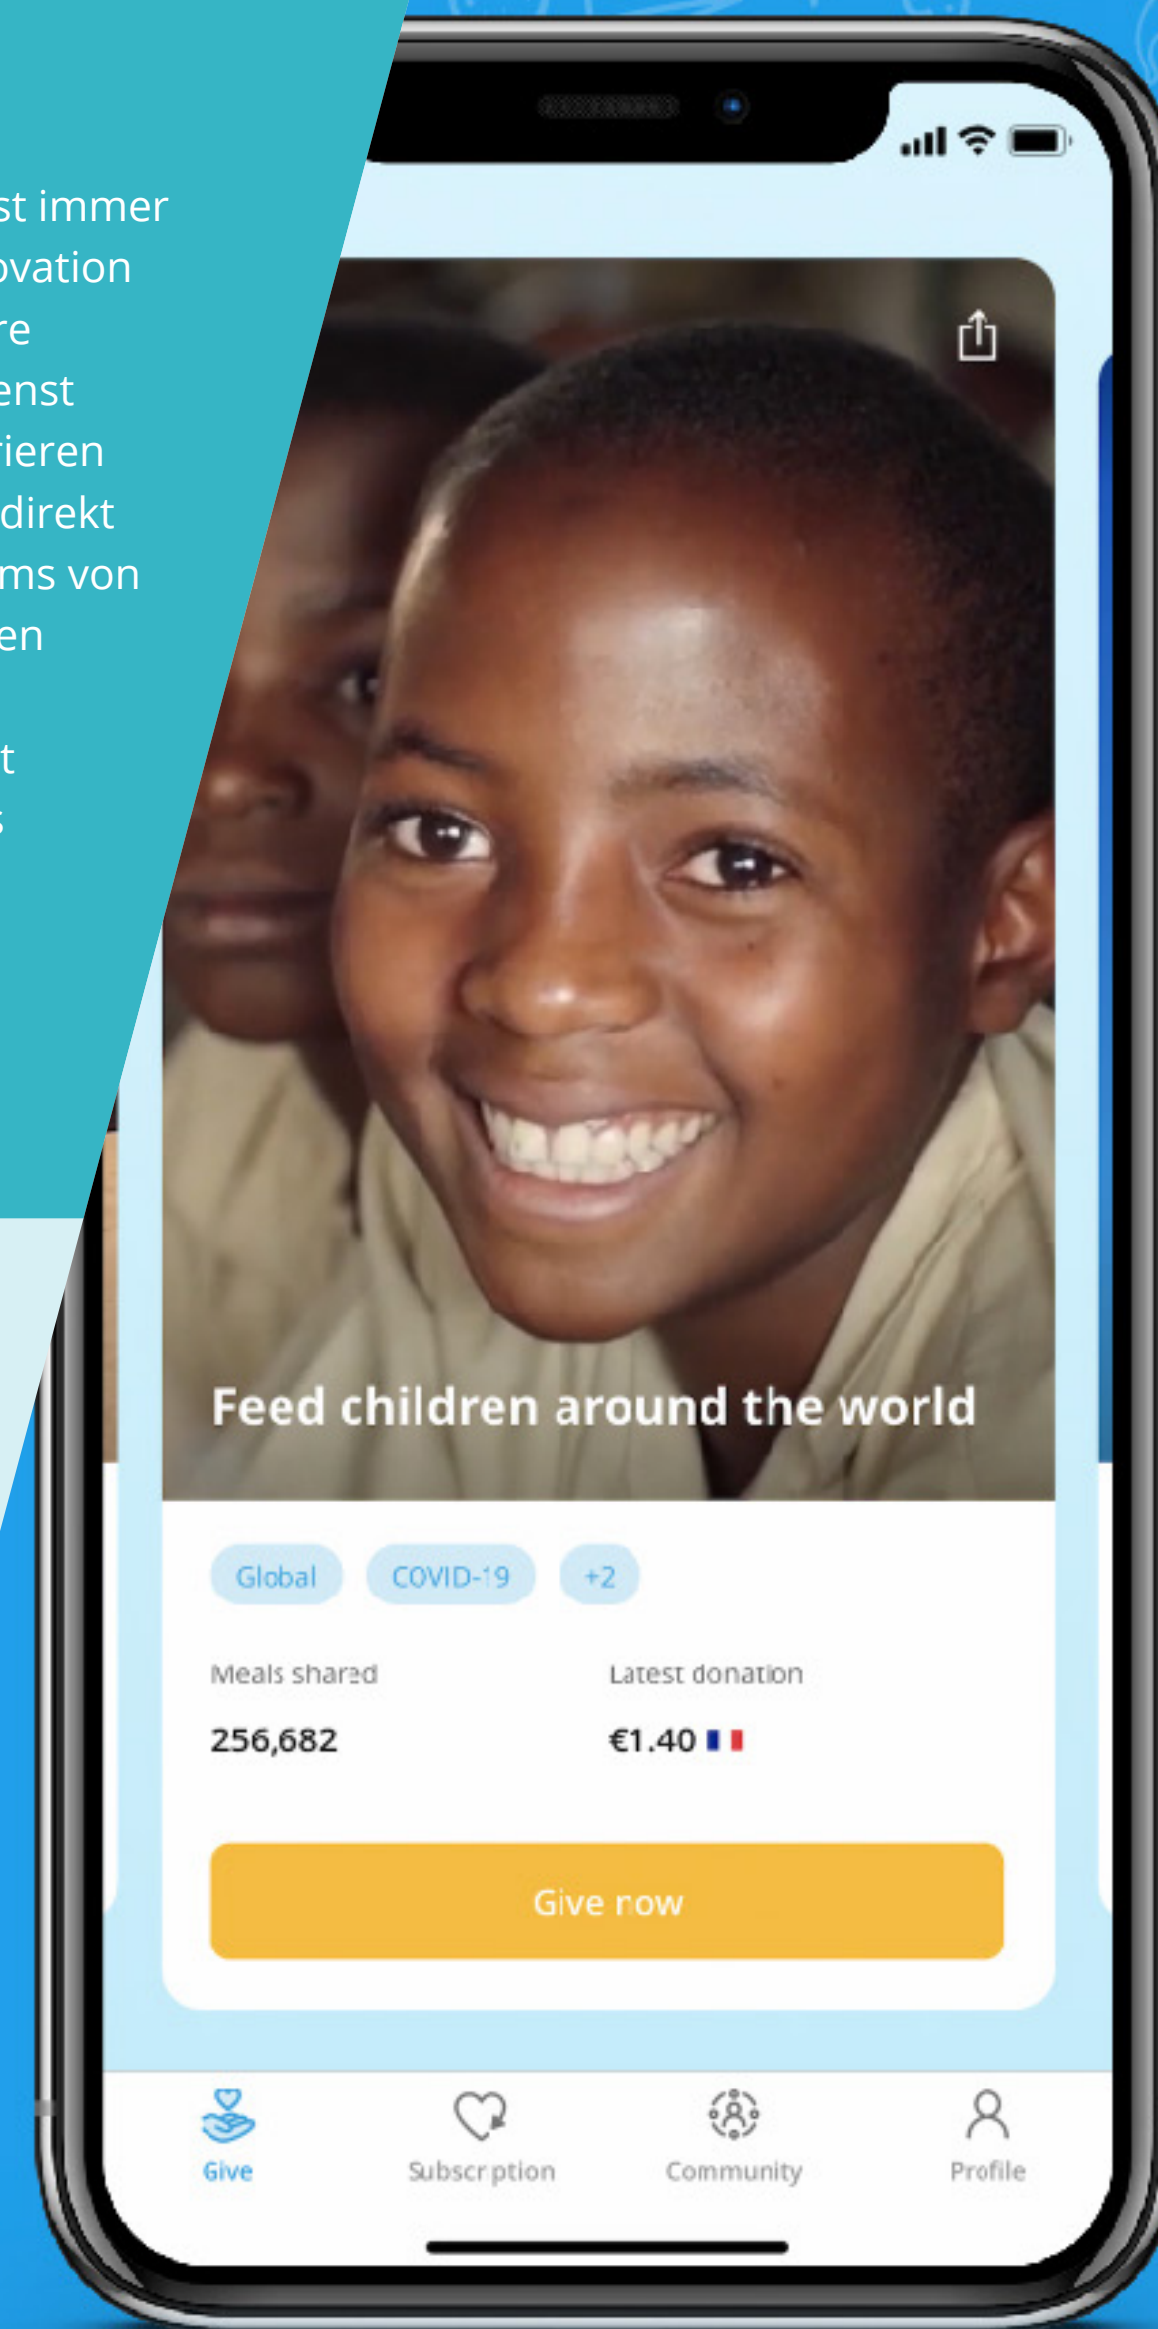 st immer
ovation
re
enst
rieren
direkt
ms von
en
t
s
Feed children around the world
Global COVID-19 +2
Meals shared Latest donation
256,682 €1.40
Give now
Give Subscription Community Profile